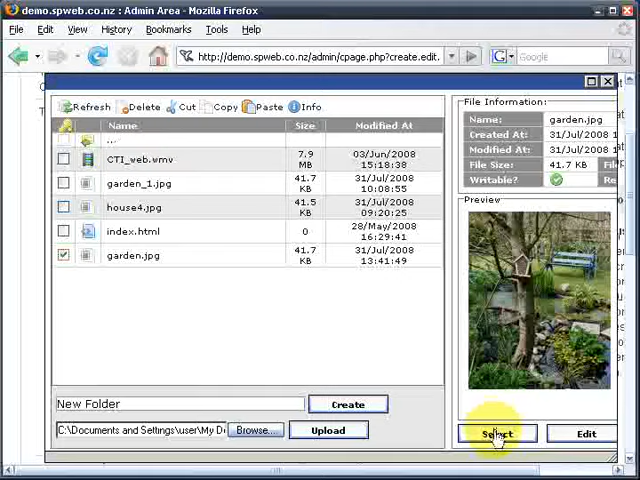 demo.spweb.co.nz : Admin Area - Mozilla Firefox
File Edit View History Bookmarks Tools Help
http://demo.spweb.co.nz/admin/cpage.php?create.edit.
G Google
Refresh Delete Cut Copy Paste Info
Name Size Modified At
...
CTI_web.wmv 7.9 MB 03/Jun/2008 15:18:38
garden_1.jpg 41.7 KB 31/Jul/2008 10:08:55
house4.jpg 41.5 KB 31/Jul/2008 09:20:25
index.html 0 28/May/2008 16:29:41
garden.jpg 41.7 KB 31/Jul/2008 13:41:49
New Folder Create
C:\Documents and Settings\user\My D Browse... Upload
File Information:
Name: garden.jpg
Created At: 31/Jul/2008 1
Modified At: 31/Jul/2008 1
File Size: 41.7 KB Re
Writable?
Preview
Select Edit